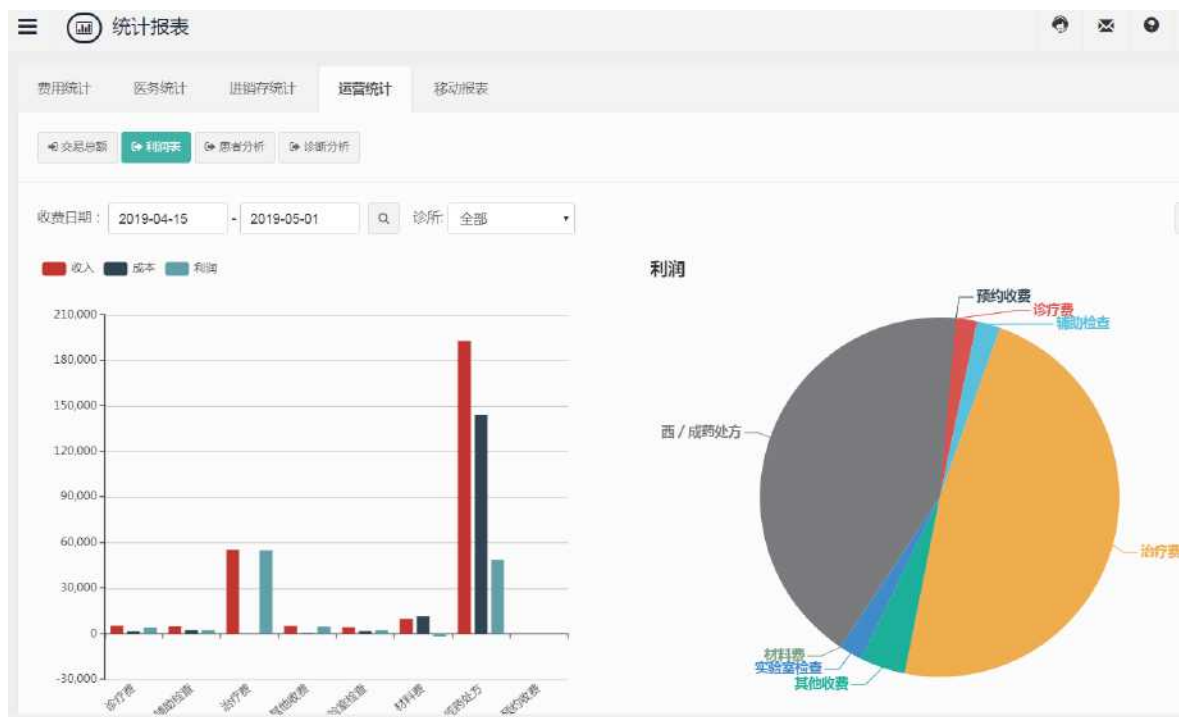 统计报表
费用统计 医务统计 进销存统计 运营统计 移动报表
交易总额 利润表 患者分析 诊断分析
收费日期： 2019-04-15 - 2019-05-01 诊所: 全部
收入 成本 利润
利润
预约收费
诊疗费
辅助检查
西 / 成药处方
治疗费
材料费
实验室检查
其他收费
210,000
180,000
150,000
120,000
90,000
60,000
30,000
0
-30,000
诊疗费 辅助检查 治疗费 其他收费 验室检查 材料费 成药处方 预约收费